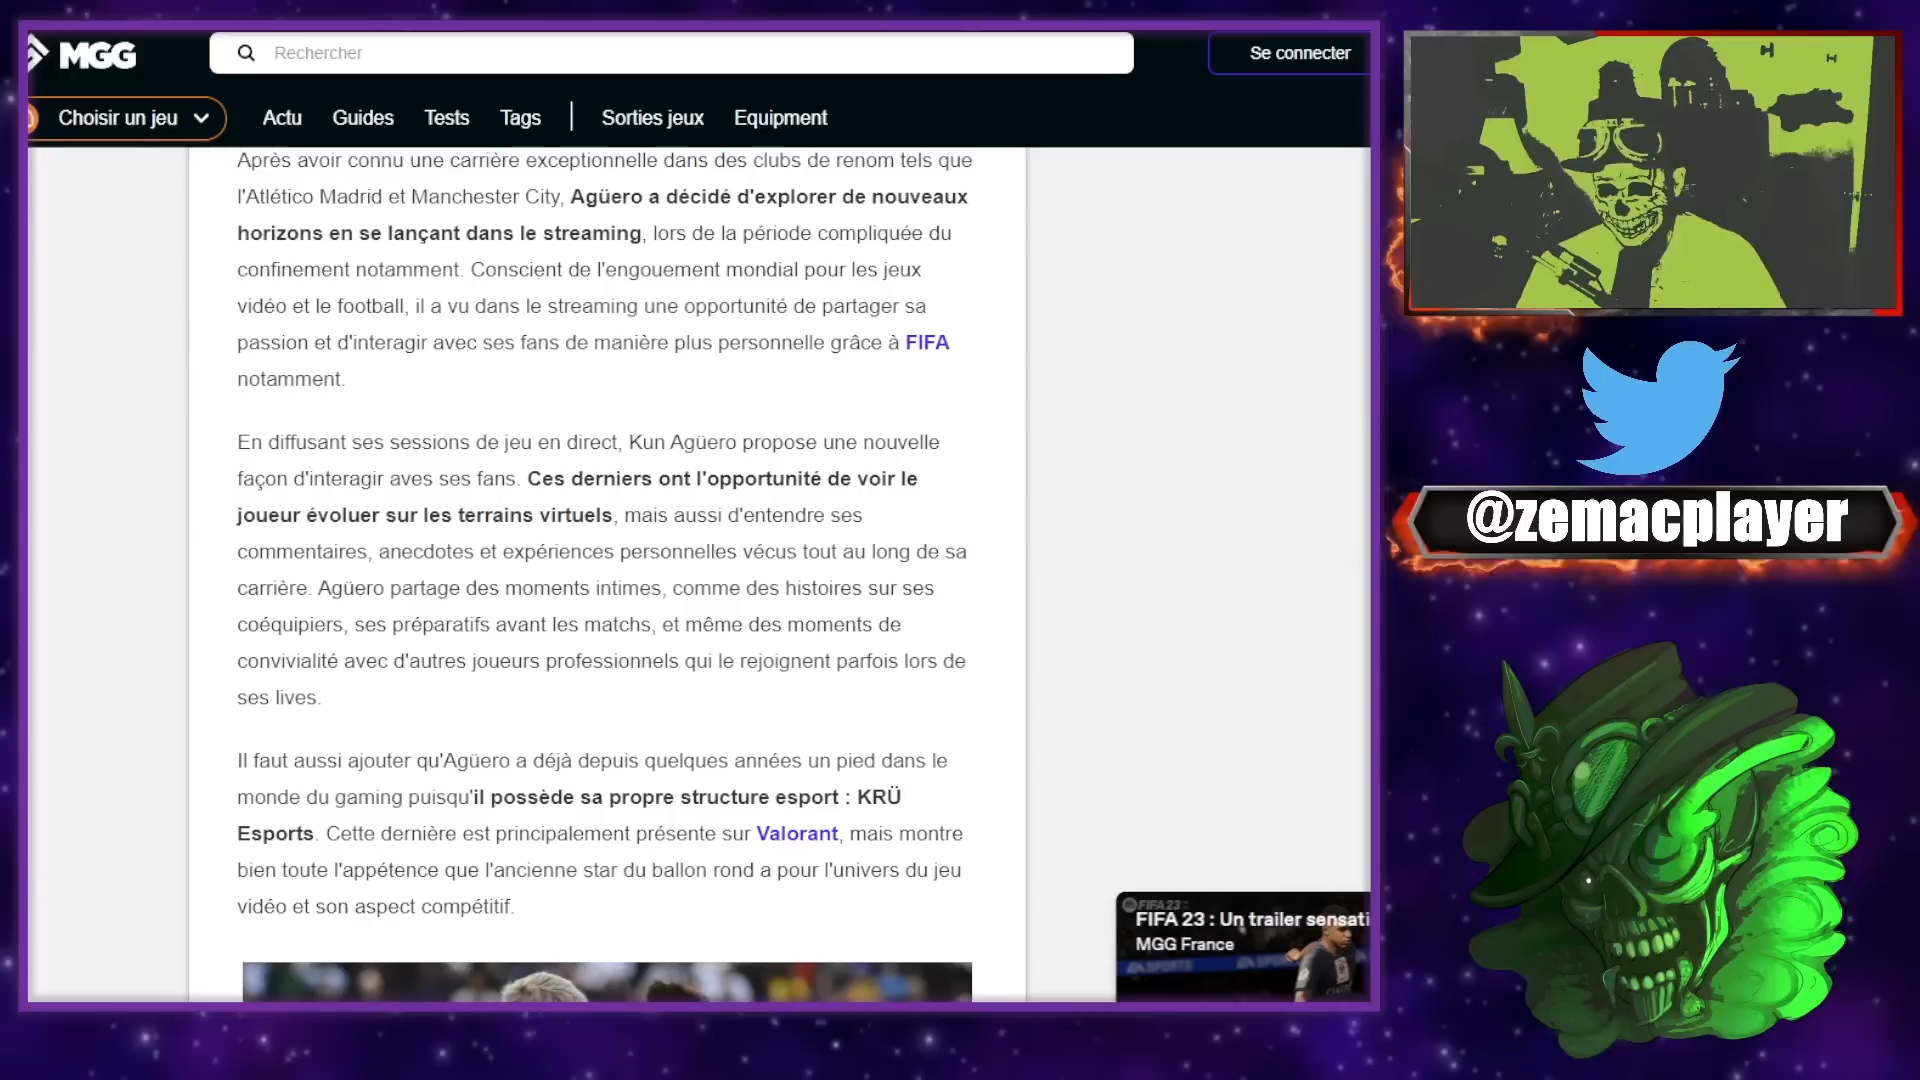 MGG
Rechercher
Se connecter
Choisir un jeu
Actu Guides Tests Tags | Sorties jeux Equipment
Après avoir connu une carrière exceptionnelle dans des clubs de renom tels que
l'Atlético Madrid et Manchester City, Agüero a décidé d'explorer de nouveaux
horizons en se lançant dans le streaming, lors de la période compliquée du
confinement notamment. Conscient de l'engouement mondial pour les jeux
vidéo et le football, il a vu dans le streaming une opportunité de partager sa
passion et d'interagir avec ses fans de manière plus personnelle grâce à FIFA
notamment.
En diffusant ses sessions de jeu en direct, Kun Agüero propose une nouvelle
façon d'interagir aves ses fans. Ces derniers ont l'opportunité de voir le
joueur évoluer sur les terrains virtuels, mais aussi d'entendre ses
commentaires, anecdotes et expériences personnelles vécus tout au long de sa
carrière. Agüero partage des moments intimes, comme des histoires sur ses
coéquipiers, ses préparatifs avant les matchs, et même des moments de
convivialité avec d'autres joueurs professionnels qui le rejoignent parfois lors de
ses lives.
Il faut aussi ajouter qu'Agüero a déjà depuis quelques années un pied dans le
monde du gaming puisqu'il possède sa propre structure esport : KRÜ
Esports. Cette dernière est principalement présente sur Valorant, mais montre
bien toute l'appétence que l'ancienne star du ballon rond a pour l'univers du jeu
vidéo et son aspect compétitif.
FIFA 23
FIFA 23 : Un trailer sensati
MGG France
EA SPORTS
@zemacplayer